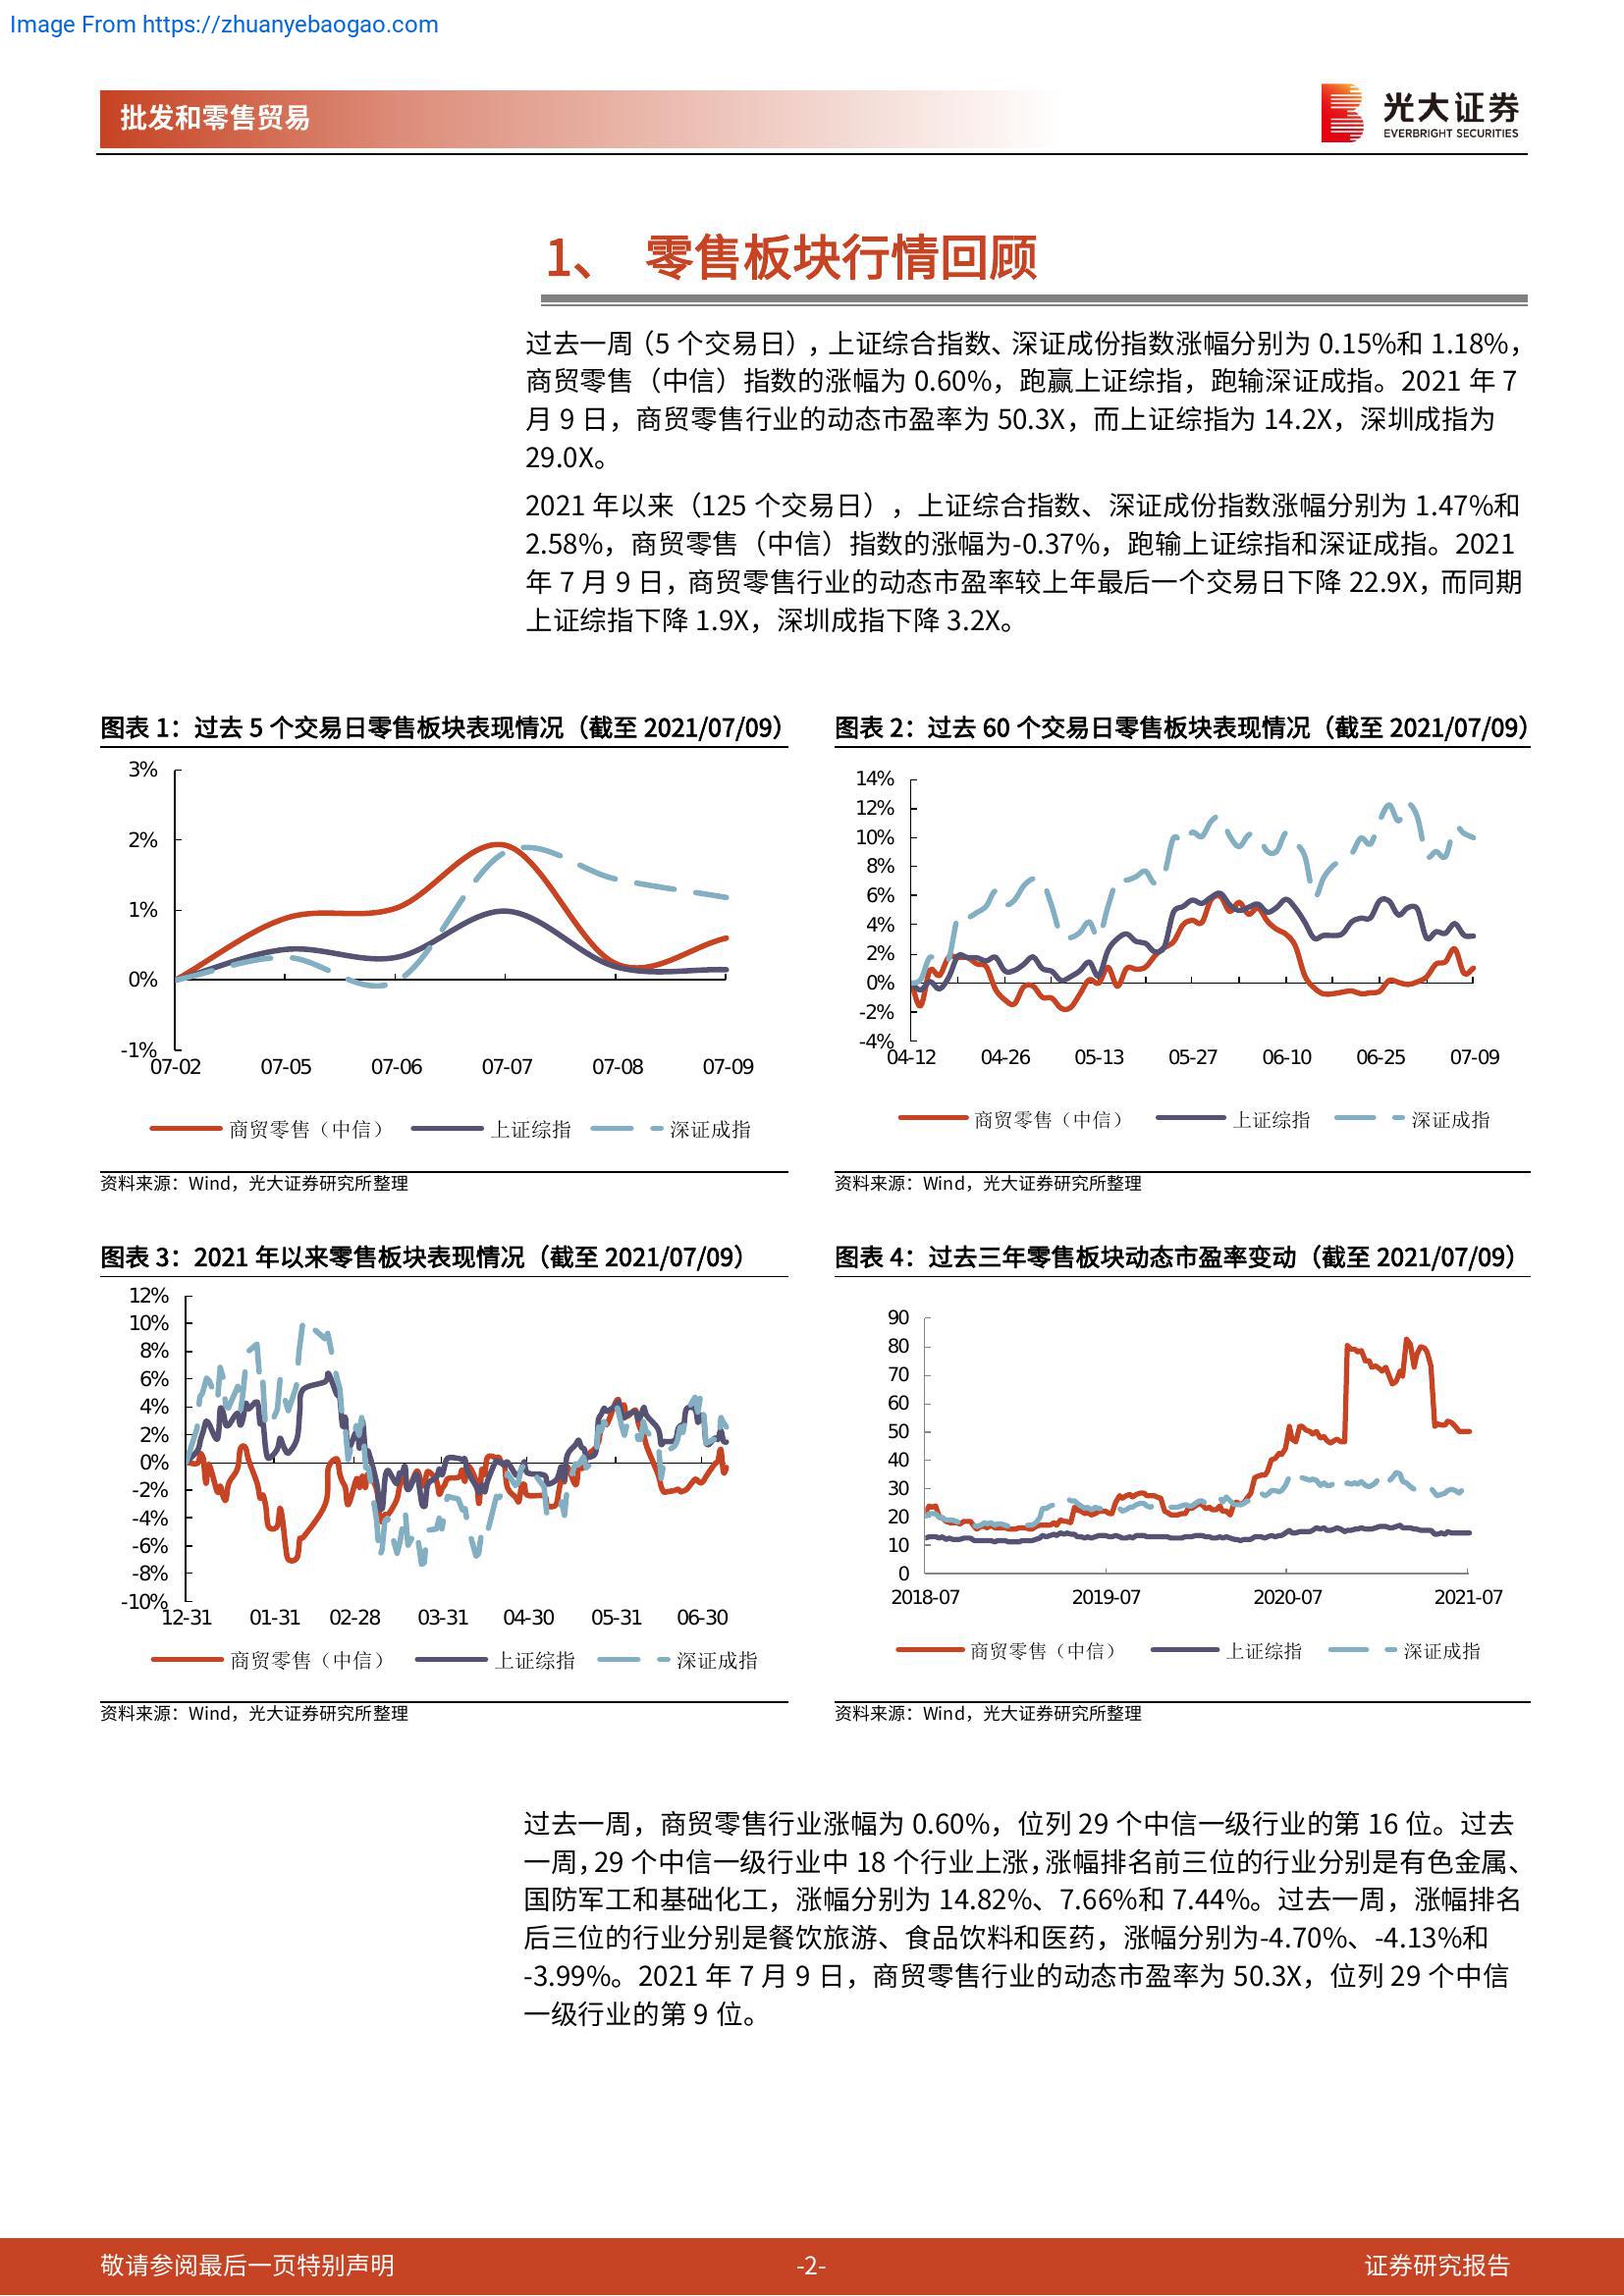 Image From https://zhuanyebaogao.com
批发和零售贸易
光大证券
EVERBRIGHT SECURITIES
1、 零售板块行情回顾
过去一周（5 个交易日），上证综合指数、深证成份指数涨幅分别为 0.15%和 1.18%，
商贸零售（中信）指数的涨幅为 0.60%，跑赢上证综指，跑输深证成指。2021 年 7
月 9 日，商贸零售行业的动态市盈率为 50.3X，而上证综指为 14.2X，深圳成指为
29.0X。
2021 年以来（125 个交易日），上证综合指数、深证成份指数涨幅分别为 1.47%和
2.58%，商贸零售（中信）指数的涨幅为-0.37%，跑输上证综指和深证成指。2021
年 7 月 9 日，商贸零售行业的动态市盈率较上年最后一个交易日下降 22.9X，而同期
上证综指下降 1.9X，深圳成指下降 3.2X。
图表 1：过去 5 个交易日零售板块表现情况（截至 2021/07/09）
3%
2%
1%
0%
-1%
07-02 07-05 07-06 07-07 07-08 07-09
商贸零售（中信） 上证综指 深证成指
资料来源：Wind，光大证券研究所整理
图表 2：过去 60 个交易日零售板块表现情况（截至 2021/07/09）
14%
12%
10%
8%
6%
4%
2%
0%
-2%
-4%
04-12 04-26 05-13 05-27 06-10 06-25 07-09
商贸零售（中信） 上证综指 深证成指
资料来源：Wind，光大证券研究所整理
图表 3：2021 年以来零售板块表现情况（截至 2021/07/09）
12%
10%
8%
6%
4%
2%
0%
-2%
-4%
-6%
-8%
-10%
12-31 01-31 02-28 03-31 04-30 05-31 06-30
商贸零售（中信） 上证综指 深证成指
资料来源：Wind，光大证券研究所整理
图表 4：过去三年零售板块动态市盈率变动（截至 2021/07/09）
90
80
70
60
50
40
30
20
10
0
2018-07 2019-07 2020-07 2021-07
商贸零售（中信） 上证综指 深证成指
资料来源：Wind，光大证券研究所整理
过去一周，商贸零售行业涨幅为 0.60%，位列 29 个中信一级行业的第 16 位。过去
一周，29 个中信一级行业中 18 个行业上涨，涨幅排名前三位的行业分别是有色金属、
国防军工和基础化工，涨幅分别为 14.82%、7.66%和 7.44%。过去一周，涨幅排名
后三位的行业分别是餐饮旅游、食品饮料和医药，涨幅分别为-4.70%、-4.13%和
-3.99%。2021 年 7 月 9 日，商贸零售行业的动态市盈率为 50.3X，位列 29 个中信
一级行业的第 9 位。
敬请参阅最后一页特别声明 -2- 证券研究报告